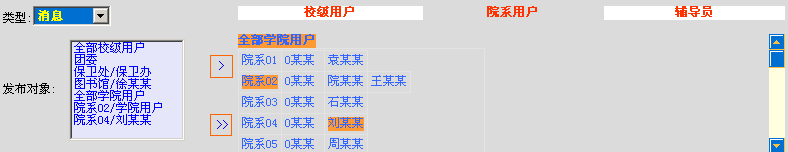 类型: 消息 校级用户 院系用户 辅导员
发布对象:
全部校级用户
团委
保卫处/保卫办
图书馆/徐某某
全部学院用户
院系02/学院用户
院系04/刘某某
>
>>
全部学院用户
院系01 0某某 袁某某
院系02 0某某 院某某 王某某
院系03 0某某 石某某
院系04 0某某 刘某某
院系05 0某某 周某某